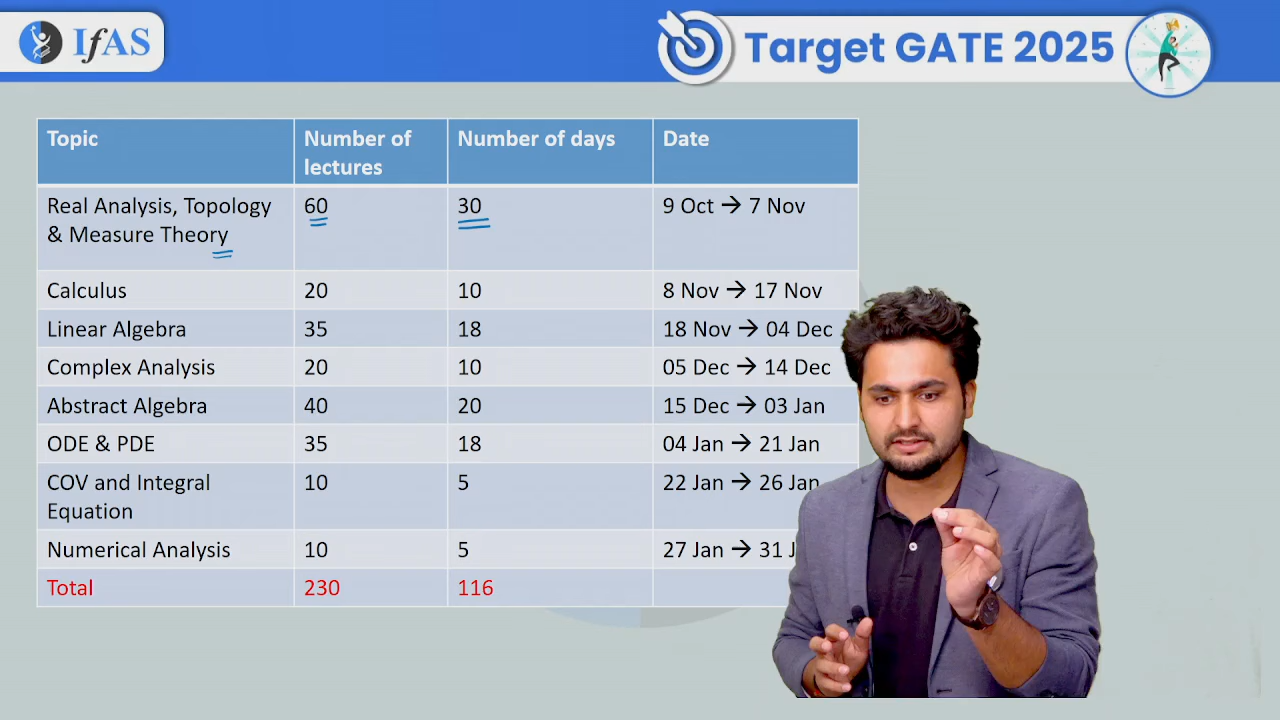 IfAS
Target GATE 2025
Topic
Number of
lectures
Number of days
Date
Real Analysis, Topology
& Measure Theory
60
30
9 Oct → 7 Nov
Calculus
20
10
8 Nov → 17 Nov
Linear Algebra
35
18
18 Nov → 04 Dec
Complex Analysis
20
10
05 Dec → 14 Dec
Abstract Algebra
40
20
15 Dec → 03 Jan
ODE & PDE
35
18
04 Jan → 21 Jan
COV and Integral
Equation
10
5
22 Jan → 26 Jan
Numerical Analysis
10
5
27 Jan → 31 J
Total
230
116